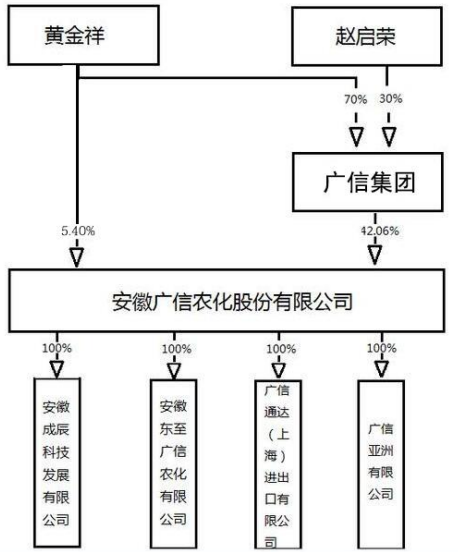 黄金祥
赵启荣
70%
30%
广信集团
5.40%
42.06%
安徽广信农化股份有限公司
100%
100%
100%
100%
安徽
成辰
科技
发展
有限
公司
安徽
东至
广信
农化
有限
公司
广信
通达
（上
海）
进出
口有
限公
司
广信
亚洲
有限
公司